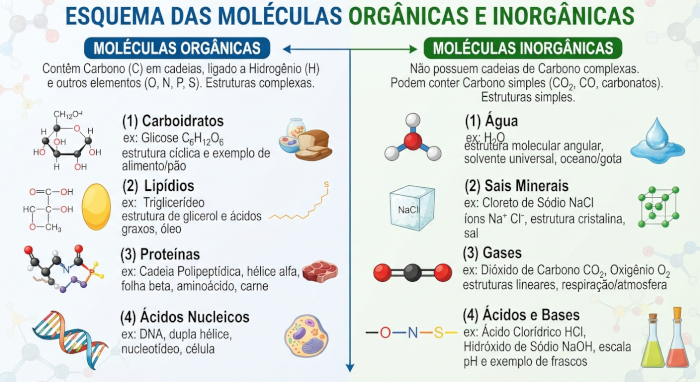 ESQUEMA DAS MOLÉCULAS ORGÂNICAS E INORGÂNICAS
MOLÉCULAS ORGÂNICAS
Contêm Carbono (C) em cadeias, ligado a Hidrogênio (H)
e outros elementos (O, N, P, S). Estruturas complexas.
(1) Carboidratos
ex: Glicose C₆H₁₂O₆
estrutura cíclica e exemplo de
alimento/pão
(2) Lipídios
ex: Triglicerídeo
estrutura de glicerol e ácidos
graxos, óleo
S
(3) Proteínas
ex: Cadeia Polipeptídica, hélice alfa,
folha beta, aminoácido, carne
(4) Ácidos Nucleicos
ex: DNA, dupla hélice,
nucleotídeo, célula
MOLÉCULAS INORGÂNICAS
Não possuem cadeias de Carbono complexas.
Podem conter Carbono simples (CO₂, CO, carbonatos).
Estruturas simples.
(1) Água
ex: H₂O
estrutura molecular angular,
solvente universal, oceano/gota
NaCl
(2) Sais Minerais
ex: Cloreto de Sódio NaCl
íons Na⁺ Cl⁻, estrutura cristalina,
sal
(3) Gases
ex: Dióxido de Carbono CO₂, Oxigênio O₂
estruturas lineares, respiração/atmosfera
O N S
(4) Ácidos e Bases
ex: Ácido Clorídrico HCl,
Hidróxido de Sódio NaOH, escala
pH e exemplo de frascos